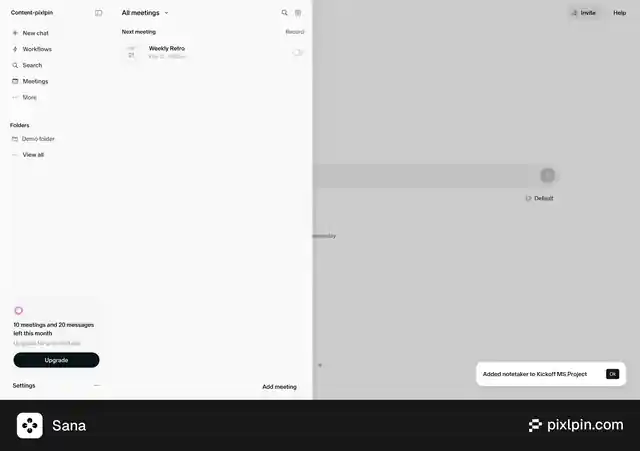 Content-pixlpin
New chat
Workflows
Search
Meetings
More
Folders
Demo folder
View all
10 meetings and 20 messages
left this month
Upgrade
Settings
All meetings
Next meeting
Record
21
Weekly Retro
Add meeting
Invite
Help
Default
Added notetaker to Kickoff MS Project
Ok
Sana
pixlpin.com